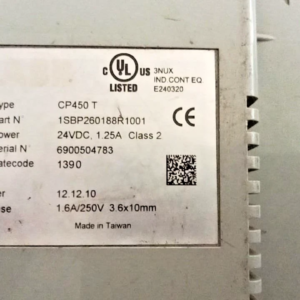 C UL US
LISTED
3NUX
IND.CONT.EQ.
E240320
ype CP450 T
art N 1SBP260188R1001
ower 24VDC, 1.25A Class 2
erial N 6900504783
atecode 1390
er 12.12.10
se 1.6A/250V 3.6x10mm
Made in Taiwan